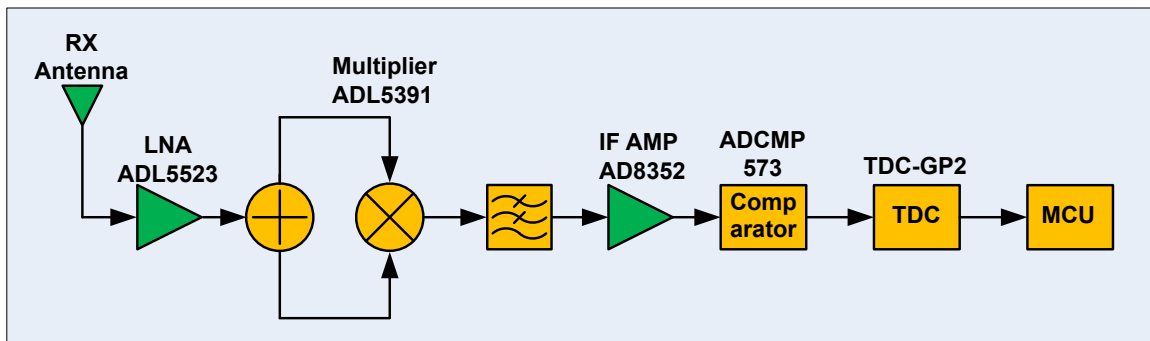 RX
Antenna
LNA
ADL5523
Multiplier
ADL5391
IF AMP
AD8352
ADCMP
573
Comp
arator
TDC-GP2
TDC
MCU